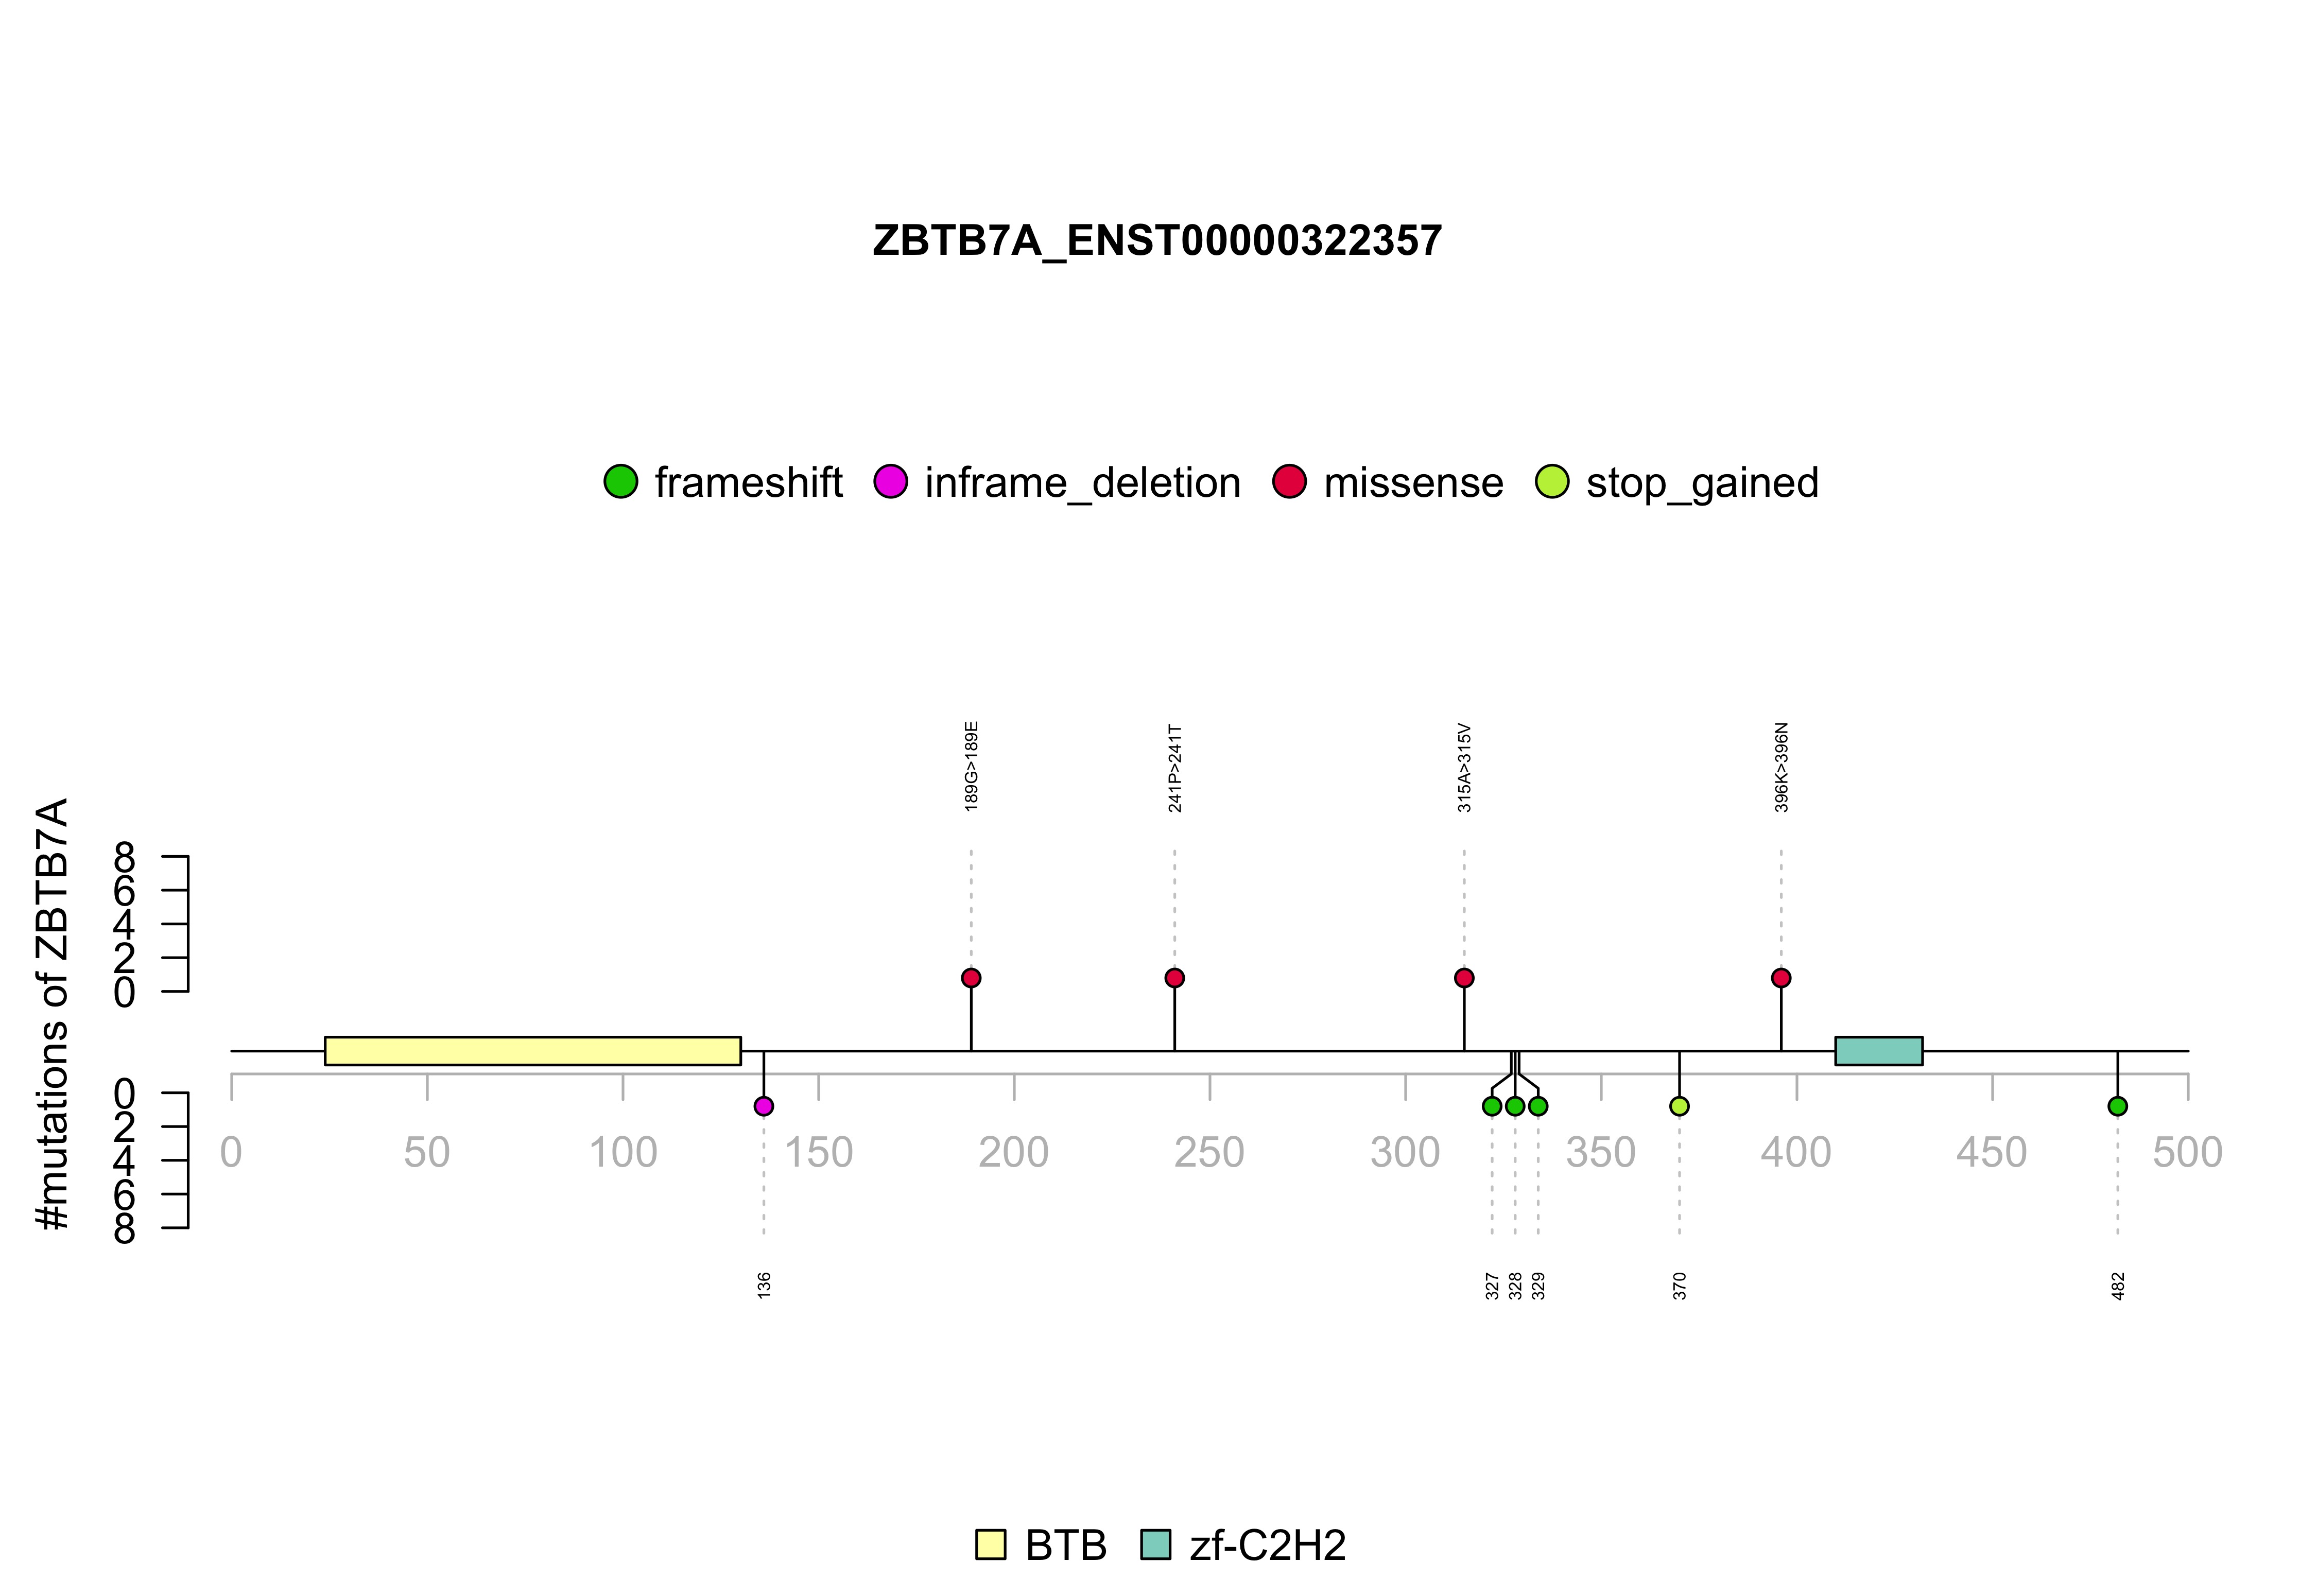 ZBTB7A_ENST00000322357
frameshift inframe_deletion missense stop_gained
189G>189E 241P>241T 315A>315V 396K>396N
#mutations of ZBTB7A
8
6
4
2
0
0
2
4
6
8
0 50 100 150 200 250 300 350 400 450 500
136 327 328 329 370 482
BTB zf-C2H2